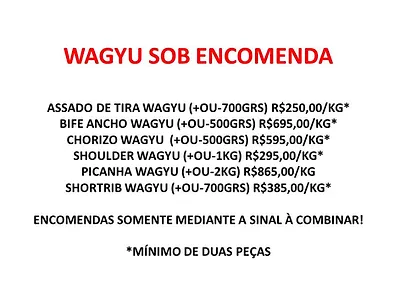 WAGYU SOB ENCOMENDA
ASSADO DE TIRA WAGYU (+OU-700GRS) R$250,00/KG*
BIFE ANCHO WAGYU (+OU-500GRS) R$695,00/KG*
CHORIZO WAGYU (+OU-500GRS) R$595,00/KG*
SHOULDER WAGYU (+OU-1KG) R$295,00/KG*
PICANHA WAGYU (+OU-2KG) R$865,00/KG
SHORTRIB WAGYU (+OU-700GRS) R$385,00/KG*
ENCOMENDAS SOMENTE MEDIANTE A SINAL À COMBINAR!
*MÍNIMO DE DUAS PEÇAS